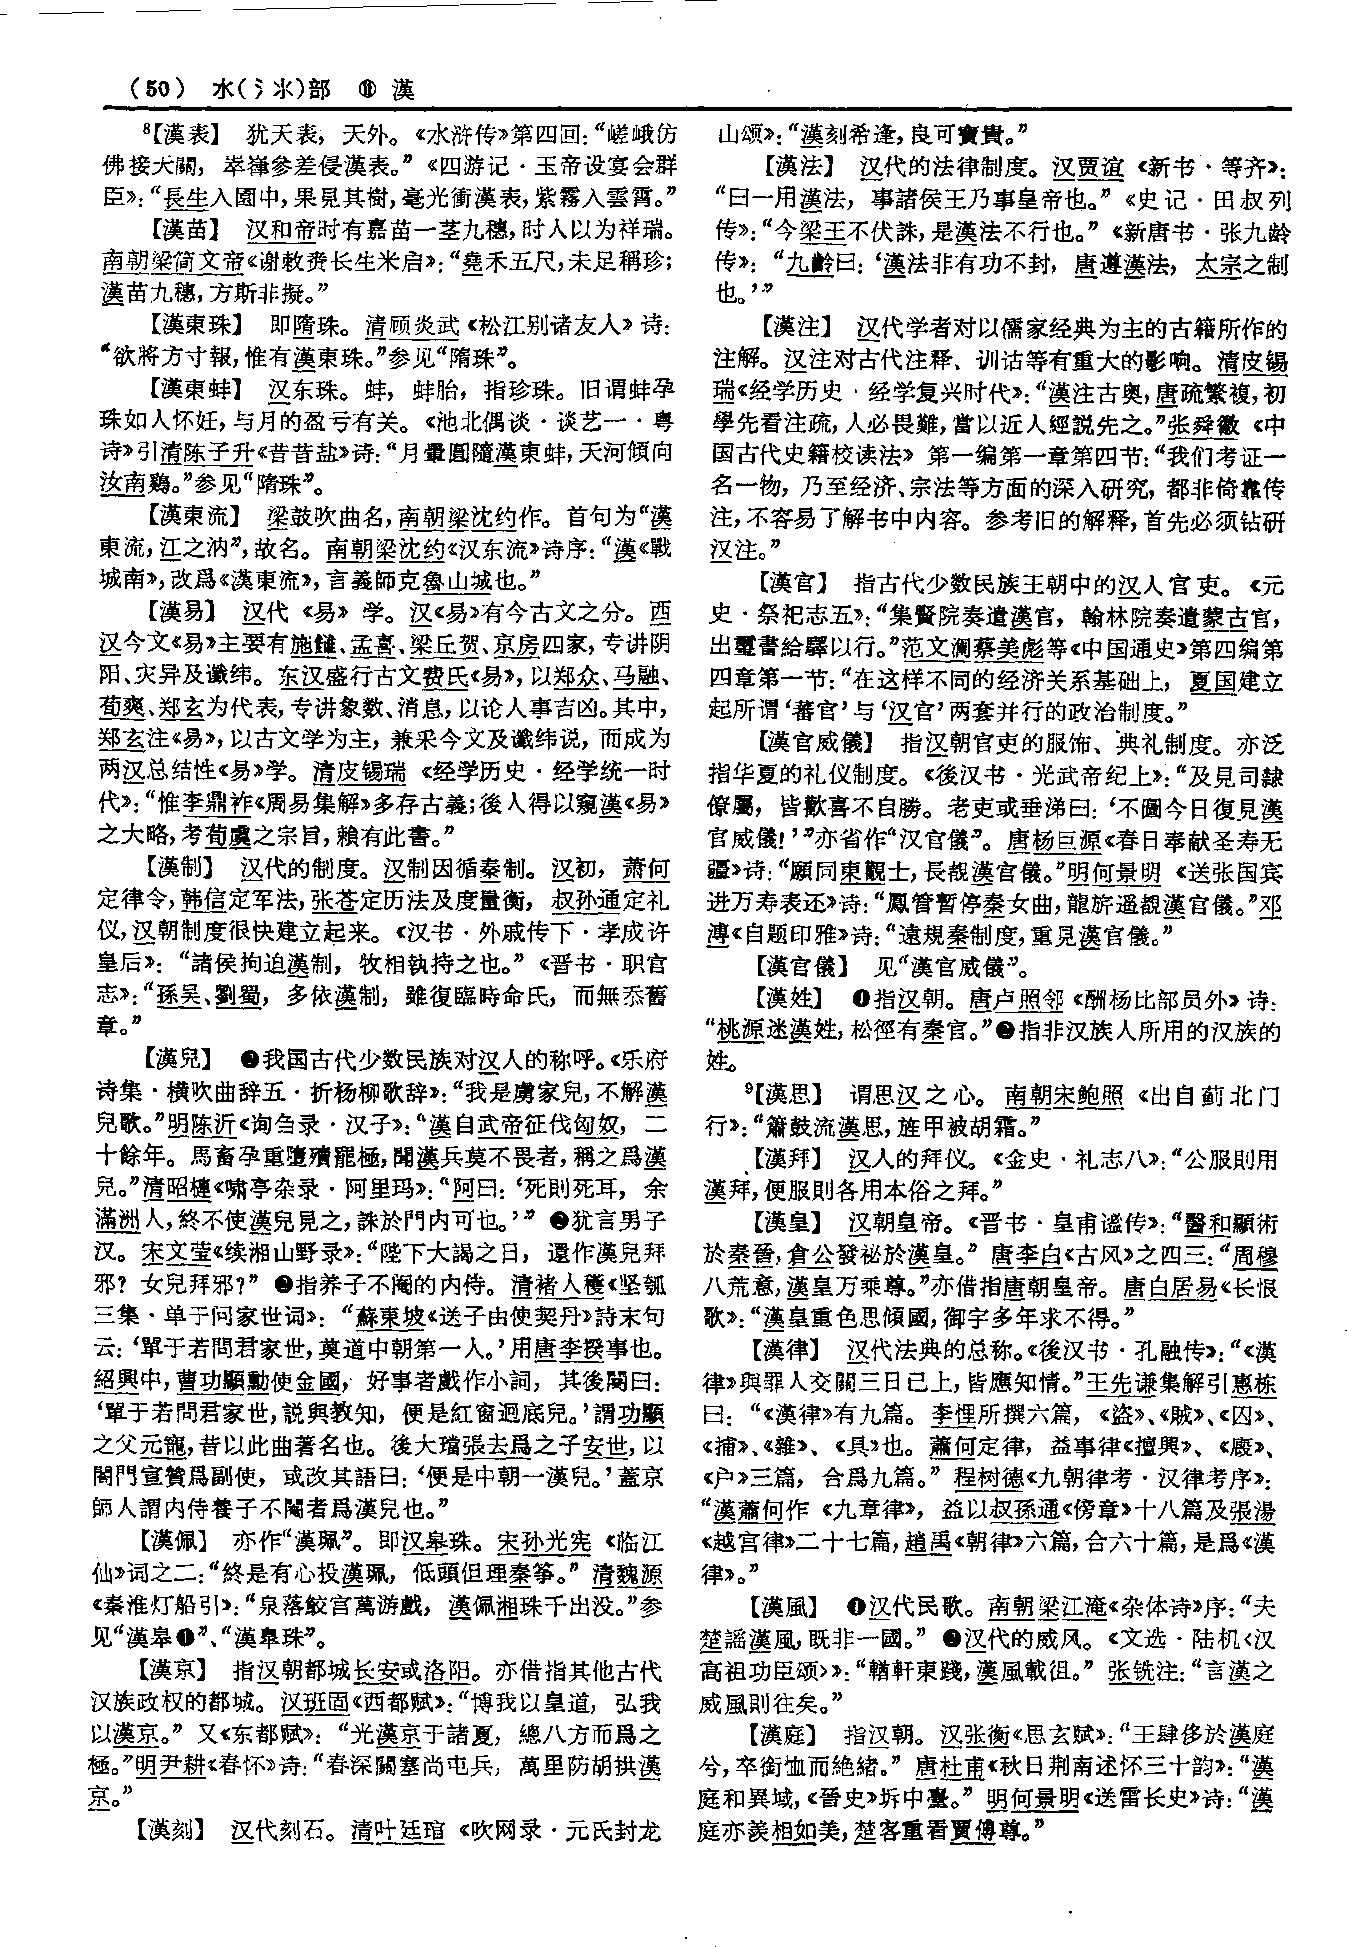 （50） 水(氵氺)部 ⑪ 漢
⁸【漢表】 犹天表，天外。《水浒传》第四回：“嵯峨仿
佛接天關，崒嵂參差侵漢表。”《四游记·玉帝设宴会群
臣》：“長生入園中，果見其樹，毫光衝漢表，紫霧入雲霄。”
【漢苗】 汉和帝时有嘉苗一茎九穗，时人以为祥瑞。
南朝梁简文帝《谢敕赉长生米启》：“堯禾五尺，未足稱珍；
漢苗九穗，方斯非擬。”
【漢東珠】 即隋珠。清顾炎武《松江别诸友人》诗：
“欲將方寸報，惟有漢東珠。”参见“隋珠”。
【漢東蚌】 汉东珠。蚌，蚌胎，指珍珠。旧谓蚌孕
珠如人怀妊，与月的盈亏有关。《池北偶谈·谈艺一·粤
诗》引清陈子升《昔昔盐》诗：“月暈圓隨漢東蚌，天河傾向
汝南鷄。”参见“隋珠”。
【漢東流】 梁鼓吹曲名，南朝梁沈约作。首句为“漢
東流，江之汭”，故名。南朝梁沈约《汉东流》诗序：“漢《戰
城南》，改爲《漢東流》，言義師克魯山城也。”
【漢易】 汉代《易》学。汉《易》有今古文之分。西
汉今文《易》主要有施雠、孟喜、梁丘贺、京房四家，专讲阴
阳、灾异及谶纬。东汉盛行古文费氏《易》，以郑众、马融、
荀爽、郑玄为代表，专讲象数、消息，以论人事吉凶。其中，
郑玄注《易》，以古文学为主，兼采今文及谶纬说，而成为
两汉总结性《易》学。清皮锡瑞《经学历史·经学统一时
代》：“惟李鼎祚《周易集解》多存古義；後人得以窺漢《易》
之大略，考荀虞之宗旨，賴有此書。”
【漢制】 汉代的制度。汉制因循秦制。汉初，萧何
定律令，韩信定军法，张苍定历法及度量衡，叔孙通定礼
仪，汉朝制度很快建立起来。《汉书·外戚传下·孝成许
皇后》：“諸侯拘迫漢制，牧相執持之也。”《晋书·职官
志》：“孫吴、劉蜀，多依漢制，雖復臨時命氏，而無忝舊
章。”
【漢兒】 ❶我国古代少数民族对汉人的称呼。《乐府
诗集·横吹曲辞五·折杨柳歌辞》：“我是虜家兒，不解漢
兒歌。”明陈沂《询刍录·汉子》：“漢自武帝征伐匈奴，二
十餘年。馬畜孕重墮殰罷極，聞漢兵莫不畏者，稱之爲漢
兒。”清昭梿《啸亭杂录·阿里玛》：“阿曰：‘死則死耳，余
滿洲人，終不使漢兒見之，誅於門内可也。’” ❷犹言男子
汉。宋文莹《续湘山野录》：“陛下大謁之日，還作漢兒拜
邪？女兒拜邪？” ❸指养子不阉的内侍。清褚人穫《坚瓠
三集·单于问家世词》：“蘇東坡《送子由使契丹》詩末句
云：‘單于若問君家世，莫道中朝第一人。’用唐李揆事也。
紹興中，曹功顯勳使金國，好事者戲作小詞，其後闋曰：
‘單于若問君家世，説與教知，便是紅窗迥底兒。’謂功顯
之父元寵，昔以此曲著名也。後大璫張去爲之子安世，以
閤門宣贊爲副使，或改其語曰：‘便是中朝一漢兒。’蓋京
師人謂内侍養子不閹者爲漢兒也。”
【漢佩】 亦作“漢珮”。即汉皋珠。宋孙光宪《临江
仙》词之二：“終是有心投漢珮，低頭但理秦筝。”清魏源
《秦淮灯船引》：“泉落鮫宫萬游戲，漢佩湘珠千出没。”参
见“漢皋❶”、“漢皋珠”。
【漢京】 指汉朝都城长安或洛阳。亦借指其他古代
汉族政权的都城。汉班固《西都赋》：“博我以皇道，弘我
以漢京。”又《东都赋》：“光漢京于諸夏，總八方而爲之
極。”明尹耕《春怀》诗：“春深關塞尚屯兵，萬里防胡拱漢
京。”
【漢刻】 汉代刻石。清叶廷琯《吹网录·元氏封龙
山颂》：“漢刻希逢，良可寶貴。”
【漢法】 汉代的法律制度。汉贾谊《新书·等齐》：
“曰一用漢法，事諸侯王乃事皇帝也。”《史记·田叔列
传》：“今梁王不伏誅，是漢法不行也。”《新唐书·张九龄
传》：“九齡曰：‘漢法非有功不封，唐遵漢法，太宗之制
也。’”
【漢注】 汉代学者对以儒家经典为主的古籍所作的
注解。汉注对古代注释、训诂等有重大的影响。清皮锡
瑞《经学历史·经学复兴时代》：“漢注古奧，唐疏繁複，初
學先看注疏，人必畏難，當以近人經説先之。”张舜徽《中
国古代史籍校读法》第一编第一章第四节：“我们考证一
名一物，乃至经济、宗法等方面的深入研究，都非倚靠传
注，不容易了解书中内容。参考旧的解释，首先必须钻研
汉注。”
【漢官】 指古代少数民族王朝中的汉人官吏。《元
史·祭祀志五》：“集賢院奏遣漢官，翰林院奏遣蒙古官，
出璽書給驛以行。”范文澜蔡美彪等《中国通史》第四编第
四章第一节：“在这样不同的经济关系基础上，夏国建立
起所谓‘蕃官’与‘汉官’两套并行的政治制度。”
【漢官威儀】 指汉朝官吏的服饰、典礼制度。亦泛
指华夏的礼仪制度。《後汉书·光武帝纪上》：“及見司隸
僚屬，皆歡喜不自勝。老吏或垂涕曰：‘不圖今日復見漢
官威儀！’”亦省作“汉官儀”。唐杨巨源《春日奉献圣寿无
疆》诗：“願同東觀士，長覩漢官儀。”明何景明《送张国宾
进万寿表还》诗：“鳳管暫停秦女曲，龍旂遥覩漢官儀。”邓
溥《自题印雅》诗：“遠規秦制度，重見漢官儀。”
【漢官儀】 见“漢官威儀”。
【漢姓】 ❶指汉朝。唐卢照邻《酬杨比部员外》诗：
“桃源迷漢姓，松徑有秦官。”❷指非汉族人所用的汉族的
姓。
⁹【漢思】 谓思汉之心。南朝宋鲍照《出自蓟北门
行》：“簫鼓流漢思，旌甲被胡霜。”
【漢拜】 汉人的拜仪。《金史·礼志八》：“公服則用
漢拜，便服則各用本俗之拜。”
【漢皇】 汉朝皇帝。《晋书·皇甫谧传》：“醫和顯術
於秦晉，倉公發祕於漢皇。”唐李白《古风》之四三：“周穆
八荒意，漢皇万乘尊。”亦借指唐朝皇帝。唐白居易《长恨
歌》：“漢皇重色思傾國，御宇多年求不得。”
【漢律】 汉代法典的总称。《後汉书·孔融传》：“《漢
律》與罪人交關三日已上，皆應知情。”王先谦集解引惠栋
曰：“《漢律》有九篇。李悝所撰六篇，《盗》、《賊》、《囚》、
《捕》、《雜》、《具》也。蕭何定律，益事律《擅興》、《廄》、
《户》三篇，合爲九篇。”程树德《九朝律考·汉律考序》：
“漢蕭何作《九章律》，益以叔孫通《傍章》十八篇及張湯
《越宫律》二十七篇，趙禹《朝律》六篇，合六十篇，是爲《漢
律》。”
【漢風】 ❶汉代民歌。南朝梁江淹《杂体诗》序：“夫
楚謡漢風，既非一國。” ❷汉代的威风。《文选·陆机〈汉
高祖功臣颂〉》：“輶軒東踐，漢風載徂。”张铣注：“言漢之
威風則往矣。”
【漢庭】 指汉朝。汉张衡《思玄赋》：“王肆侈於漢庭
兮，卒銜恤而絶緒。”唐杜甫《秋日荆南述怀三十韵》：“漢
庭和異域，《晉史》坼中臺。”明何景明《送雷长史》诗：“漢
庭亦羡相如美，楚客重看賈傅尊。”